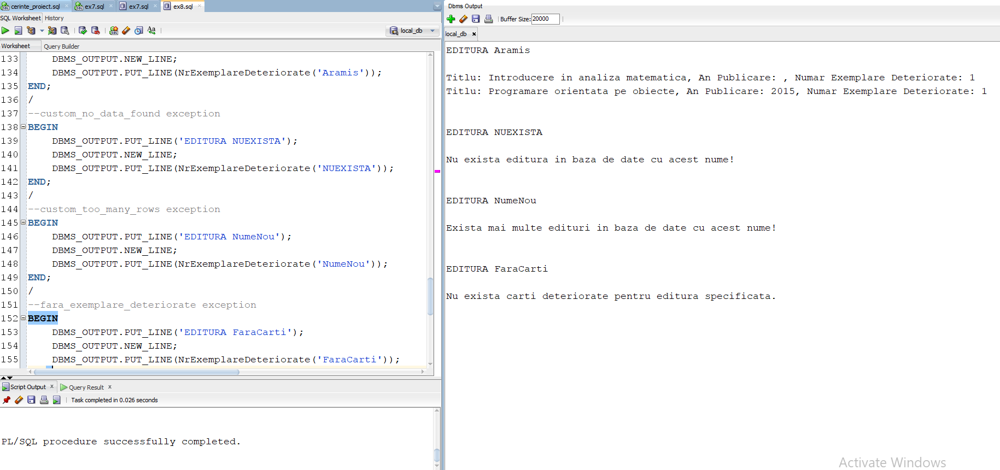 cerinte_proiect.sql ex7.sql ex7.sql ex8.sql
SQL Worksheet History
local_db
Worksheet Query Builder
133 DBMS_OUTPUT.NEW_LINE;
134 DBMS_OUTPUT.PUT_LINE(NrExemplareDeteriorate('Aramis'));
135 END;
136 /
137 --custom_no_data_found exception
138 BEGIN
139 DBMS_OUTPUT.PUT_LINE('EDITURA NUEXISTA');
140 DBMS_OUTPUT.NEW_LINE;
141 DBMS_OUTPUT.PUT_LINE(NrExemplareDeteriorate('NUEXISTA'));
142 END;
143 /
144 --custom_too_many_rows exception
145 BEGIN
146 DBMS_OUTPUT.PUT_LINE('EDITURA NumeNou');
147 DBMS_OUTPUT.NEW_LINE;
148 DBMS_OUTPUT.PUT_LINE(NrExemplareDeteriorate('NumeNou'));
149 END;
150 /
151 --fara_exemplare_deteriorate exception
152 BEGIN
153 DBMS_OUTPUT.PUT_LINE('EDITURA FaraCarti');
154 DBMS_OUTPUT.NEW_LINE;
155 DBMS_OUTPUT.PUT_LINE(NrExemplareDeteriorate('FaraCarti'));
Script Output Query Result
Task completed in 0.026 seconds
PL/SQL procedure successfully completed.
Dbms Output
Buffer Size: 20000
local_db
EDITURA Aramis
Titlu: Introducere in analiza matematica, An Publicare: , Numar Exemplare Deteriorate: 1
Titlu: Programare orientata pe obiecte, An Publicare: 2015, Numar Exemplare Deteriorate: 1
EDITURA NUEXISTA
Nu exista editura in baza de date cu acest nume!
EDITURA NumeNou
Exista mai multe edituri in baza de date cu acest nume!
EDITURA FaraCarti
Nu exista carti deteriorate pentru editura specificata.
Activate Windows